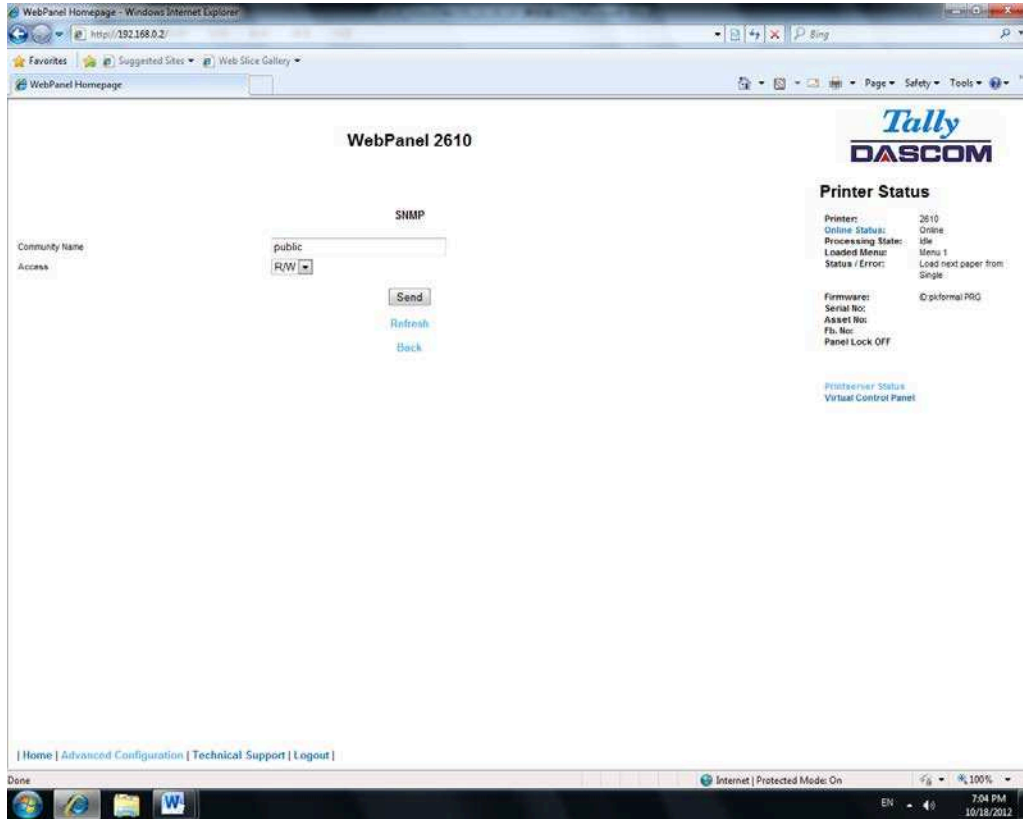 WebPanel Homepage - Windows Internet Explorer
http://192.168.0.2/
Bing
Favorites
Suggested Sites
Web Slice Gallery
WebPanel Homepage
Page Safety Tools
WebPanel 2610
Tally
DASCOM
Printer Status
Printer: 2610
Online Status: Online
Processing State: Idle
Loaded Menu: Menu 1
Status / Error: Load next paper from
Single
Firmware:
Serial No:
Asset No:
Fb. No:
Panel Lock OFF
Printserver Status
Virtual Control Panel
SNMP
Community Name public
Access R/W
Send
Refresh
Back
| Home | Advanced Configuration | Technical Support | Logout |
Done
Internet | Protected Mode: On
100%
W
EN
7:04 PM
10/18/2012